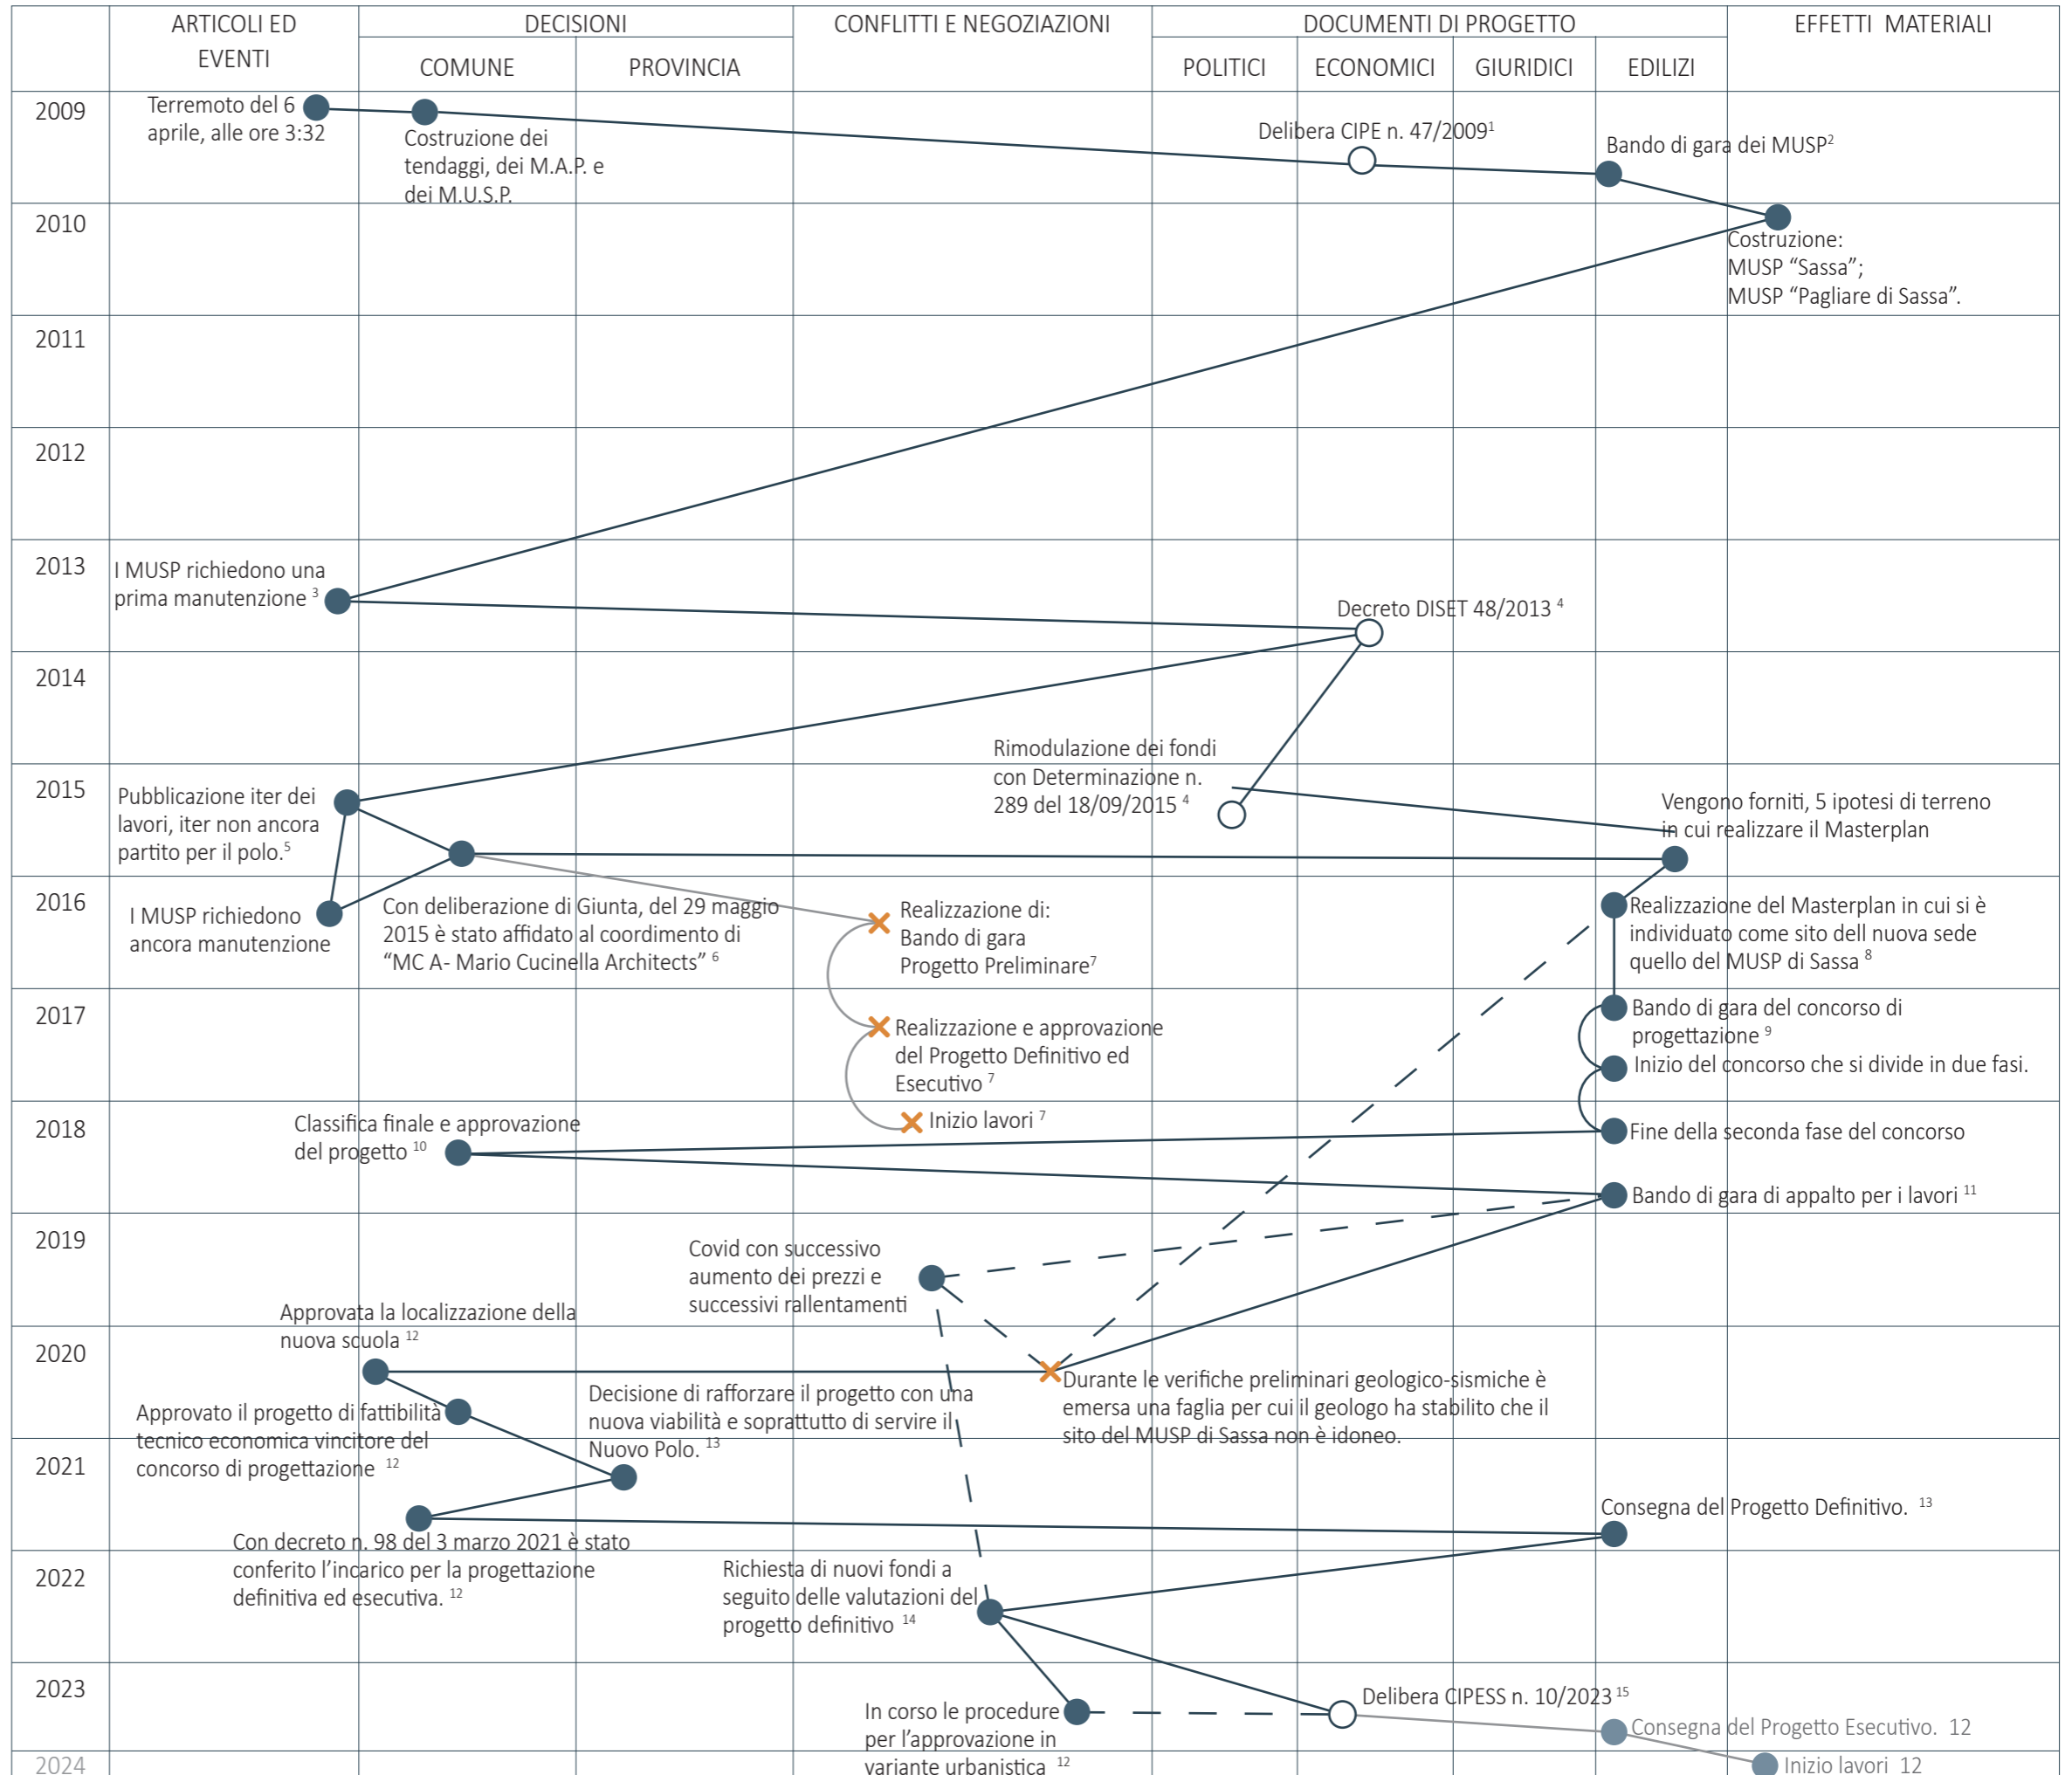 ARTICOLI ED
EVENTI
DECISIONI
CONFLITTI E NEGOZIAZIONI
DOCUMENTI DI PROGETTO
EFFETTI MATERIALI
COMUNE
PROVINCIA
POLITICI
ECONOMICI
GIURIDICI
EDILIZI
2009
Terremoto del 6
aprile, alle ore 3:32
Costruzione dei
tendaggi, dei M.A.P. e
dei M.U.S.P.
Delibera CIPE n. 47/2009¹
Bando di gara dei MUSP²
2010
Costruzione:
MUSP “Sassa”;
MUSP “Pagliare di Sassa”.
2011
2012
2013
I MUSP richiedono una
prima manutenzione ³
Decreto DISET 48/2013 ⁴
2014
Rimodulazione dei fondi
con Determinazione n.
289 del 18/09/2015 ⁴
2015
Pubblicazione iter dei
lavori, iter non ancora
partito per il polo.⁵
Vengono forniti, 5 ipotesi di terreno
in cui realizzare il Masterplan
2016
I MUSP richiedono
ancora manutenzione
Con deliberazione di Giunta, del 29 maggio
2015 è stato affidato al coordimento di
“MC A- Mario Cucinella Architects” ⁶
Realizzazione di:
Bando di gara
Progetto Preliminare⁷
Realizzazione del Masterplan in cui si è
individuato come sito dell nuova sede
quello del MUSP di Sassa ⁸
2017
Realizzazione e approvazione
del Progetto Definitivo ed
Esecutivo ⁷
Bando di gara del concorso di
progettazione ⁹
Inizio del concorso che si divide in due fasi.
2018
Classifica finale e approvazione
del progetto ¹⁰
Inizio lavori ⁷
Fine della seconda fase del concorso
Bando di gara di appalto per i lavori ¹¹
2019
Covid con successivo
aumento dei prezzi e
successivi rallentamenti
Approvata la localizzazione della
nuova scuola ¹²
2020
Durante le verifiche preliminari geologico-sismiche è
emersa una faglia per cui il geologo ha stabilito che il
sito del MUSP di Sassa non è idoneo.
Decisione di rafforzare il progetto con una
nuova viabilità e soprattutto di servire il
Nuovo Polo. ¹³
Approvato il progetto di fattibilità
tecnico economica vincitore del
concorso di progettazione ¹²
2021
Consegna del Progetto Definitivo. ¹³
Con decreto n. 98 del 3 marzo 2021 è stato
conferito l’incarico per la progettazione
definitiva ed esecutiva. ¹²
2022
Richiesta di nuovi fondi a
seguito delle valutazioni del
progetto definitivo ¹⁴
2023
Delibera CIPESS n. 10/2023 ¹⁵
In corso le procedure
per l’approvazione in
variante urbanistica ¹²
Consegna del Progetto Esecutivo. 12
2024
Inizio lavori 12